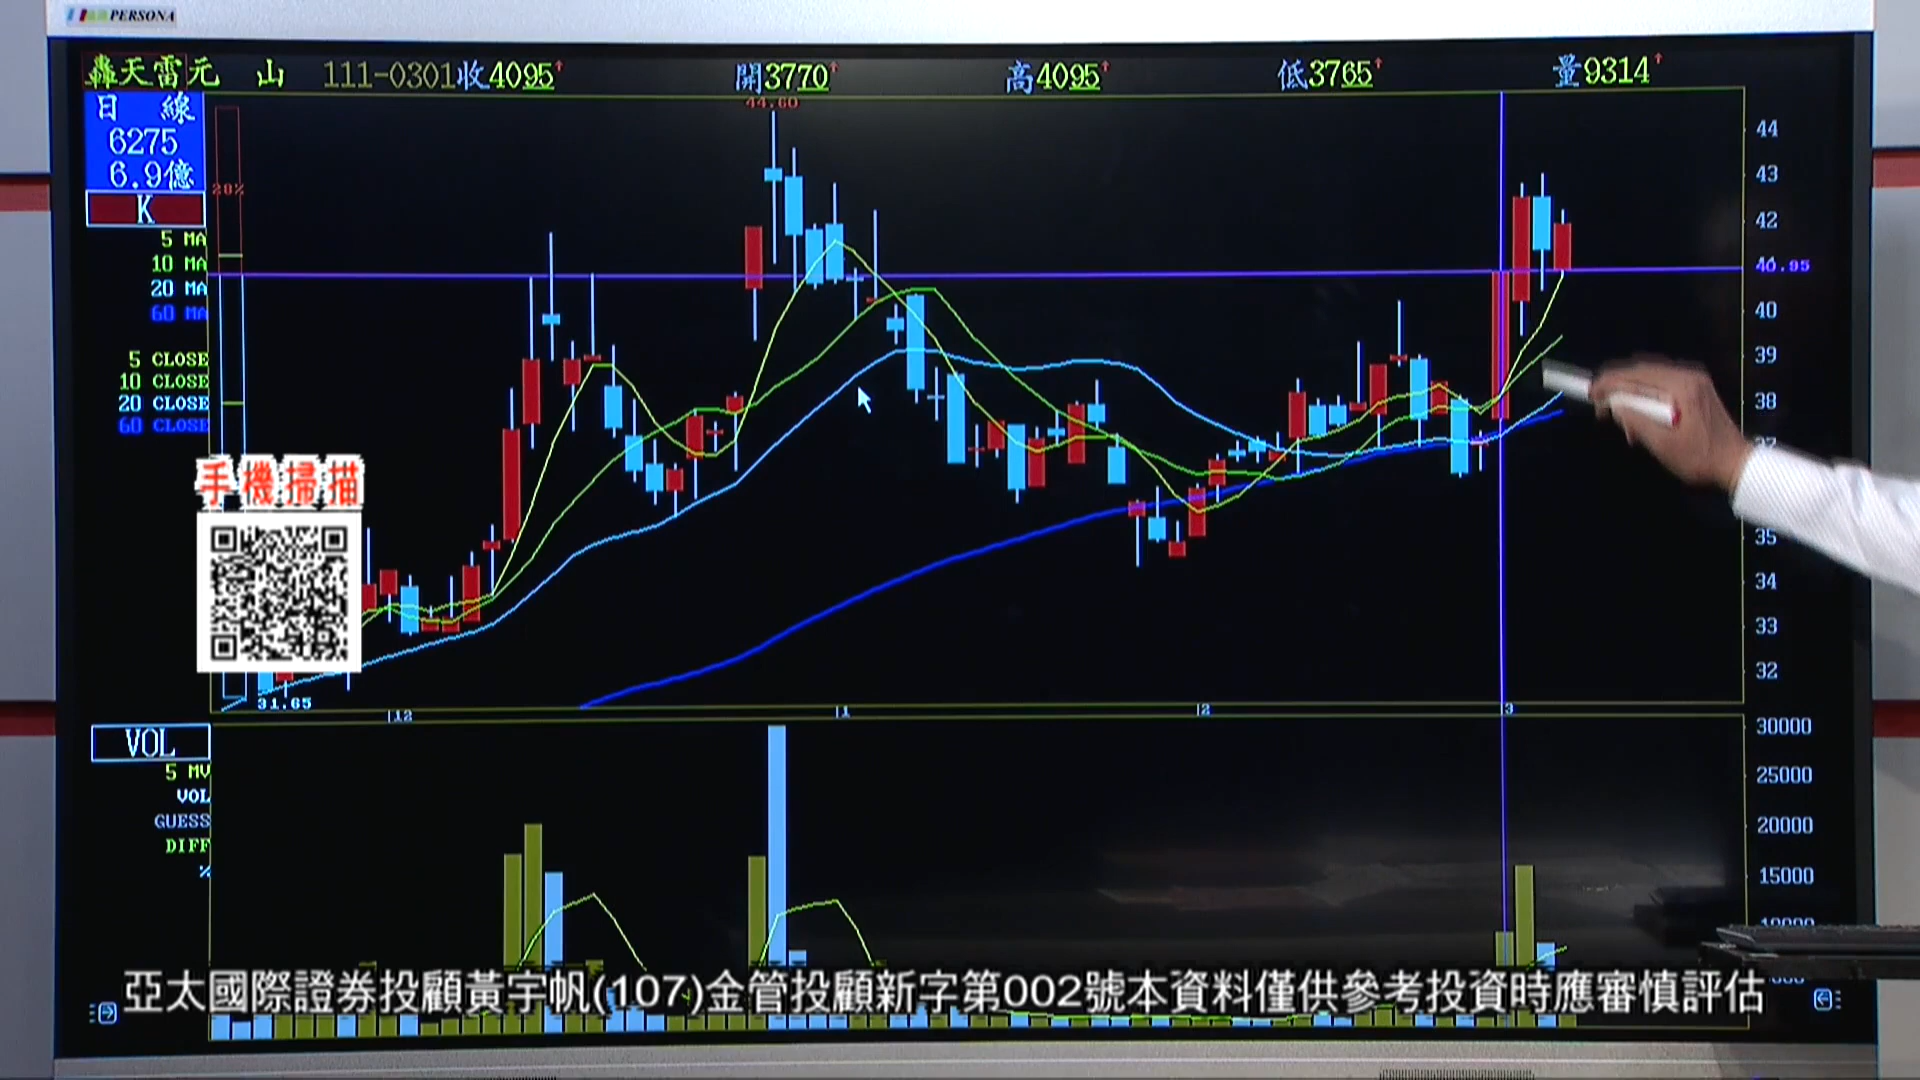 PERSONA
轟天雷元 山 111-0301收4095↑ 開3770↑ 高4095↑ 低3765↑ 量9314↑
日 線
6275
6.9億
K
5 MA
10 MA
20 MA
60 MA
5 CLOSE
10 CLOSE
20 CLOSE
60 CLOSE
28%
44.60
44
43
42
40.95
40
39
38
35
34
33
32
手機掃描
31.65
12
1
2
3
VOL
5 MV
VOL
GUESS
DIFF
%
30000
25000
20000
15000
亞太國際證券投顧黃宇帆(107)金管投顧新字第002號本資料僅供參考投資時應審慎評估